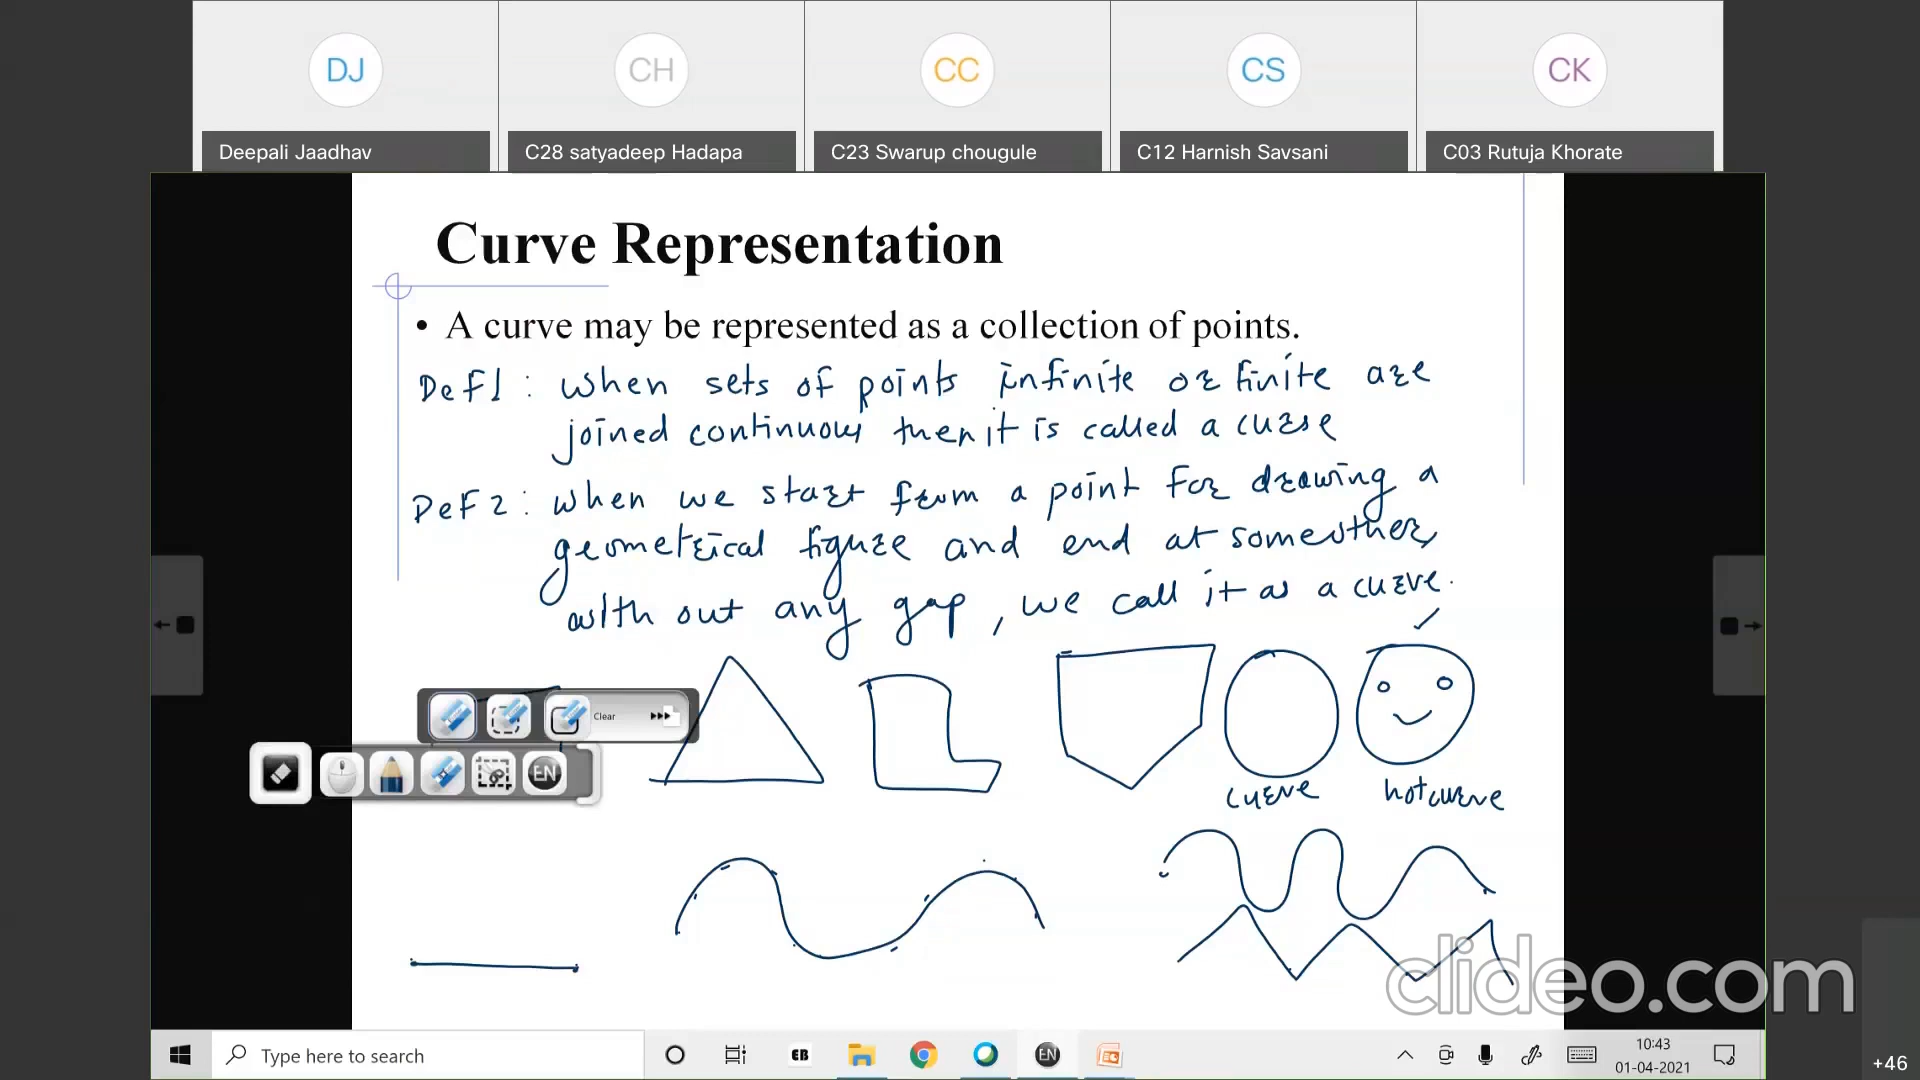 DJ
CH
CC
CS
CK
Deepali Jaadhav
C28 satyadeep Hadapa
C23 Swarup chougule
C12 Harnish Savsani
C03 Rutuja Khorate
Curve Representation
• A curve may be represented as a collection of points.
Def1 : when sets of points infinite or finite are
joined continuous then it is called a curve
Def2 : when we start from a point for drawing a
geometrical figure and end at someother,
with out any gap, we call it as a curve.
Clear
EN
curve
notcurve
clideo.com
Type here to search
EB
EN
10:43
01-04-2021
+46